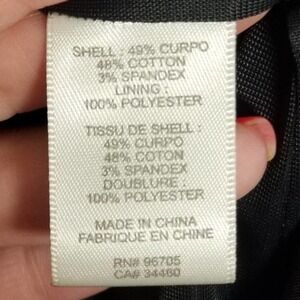 SHELL : 49% CURPO
48% COTTON
3% SPANDEX
LINING :
100% POLYESTER
TISSU DE SHELL :
49% CURPO
48% COTTON
3% SPANDEX
DOUBLURE :
100% POLYESTER
MADE IN CHINA
FABRIQUE EN CHINE
RN# 96705
CA# 34460